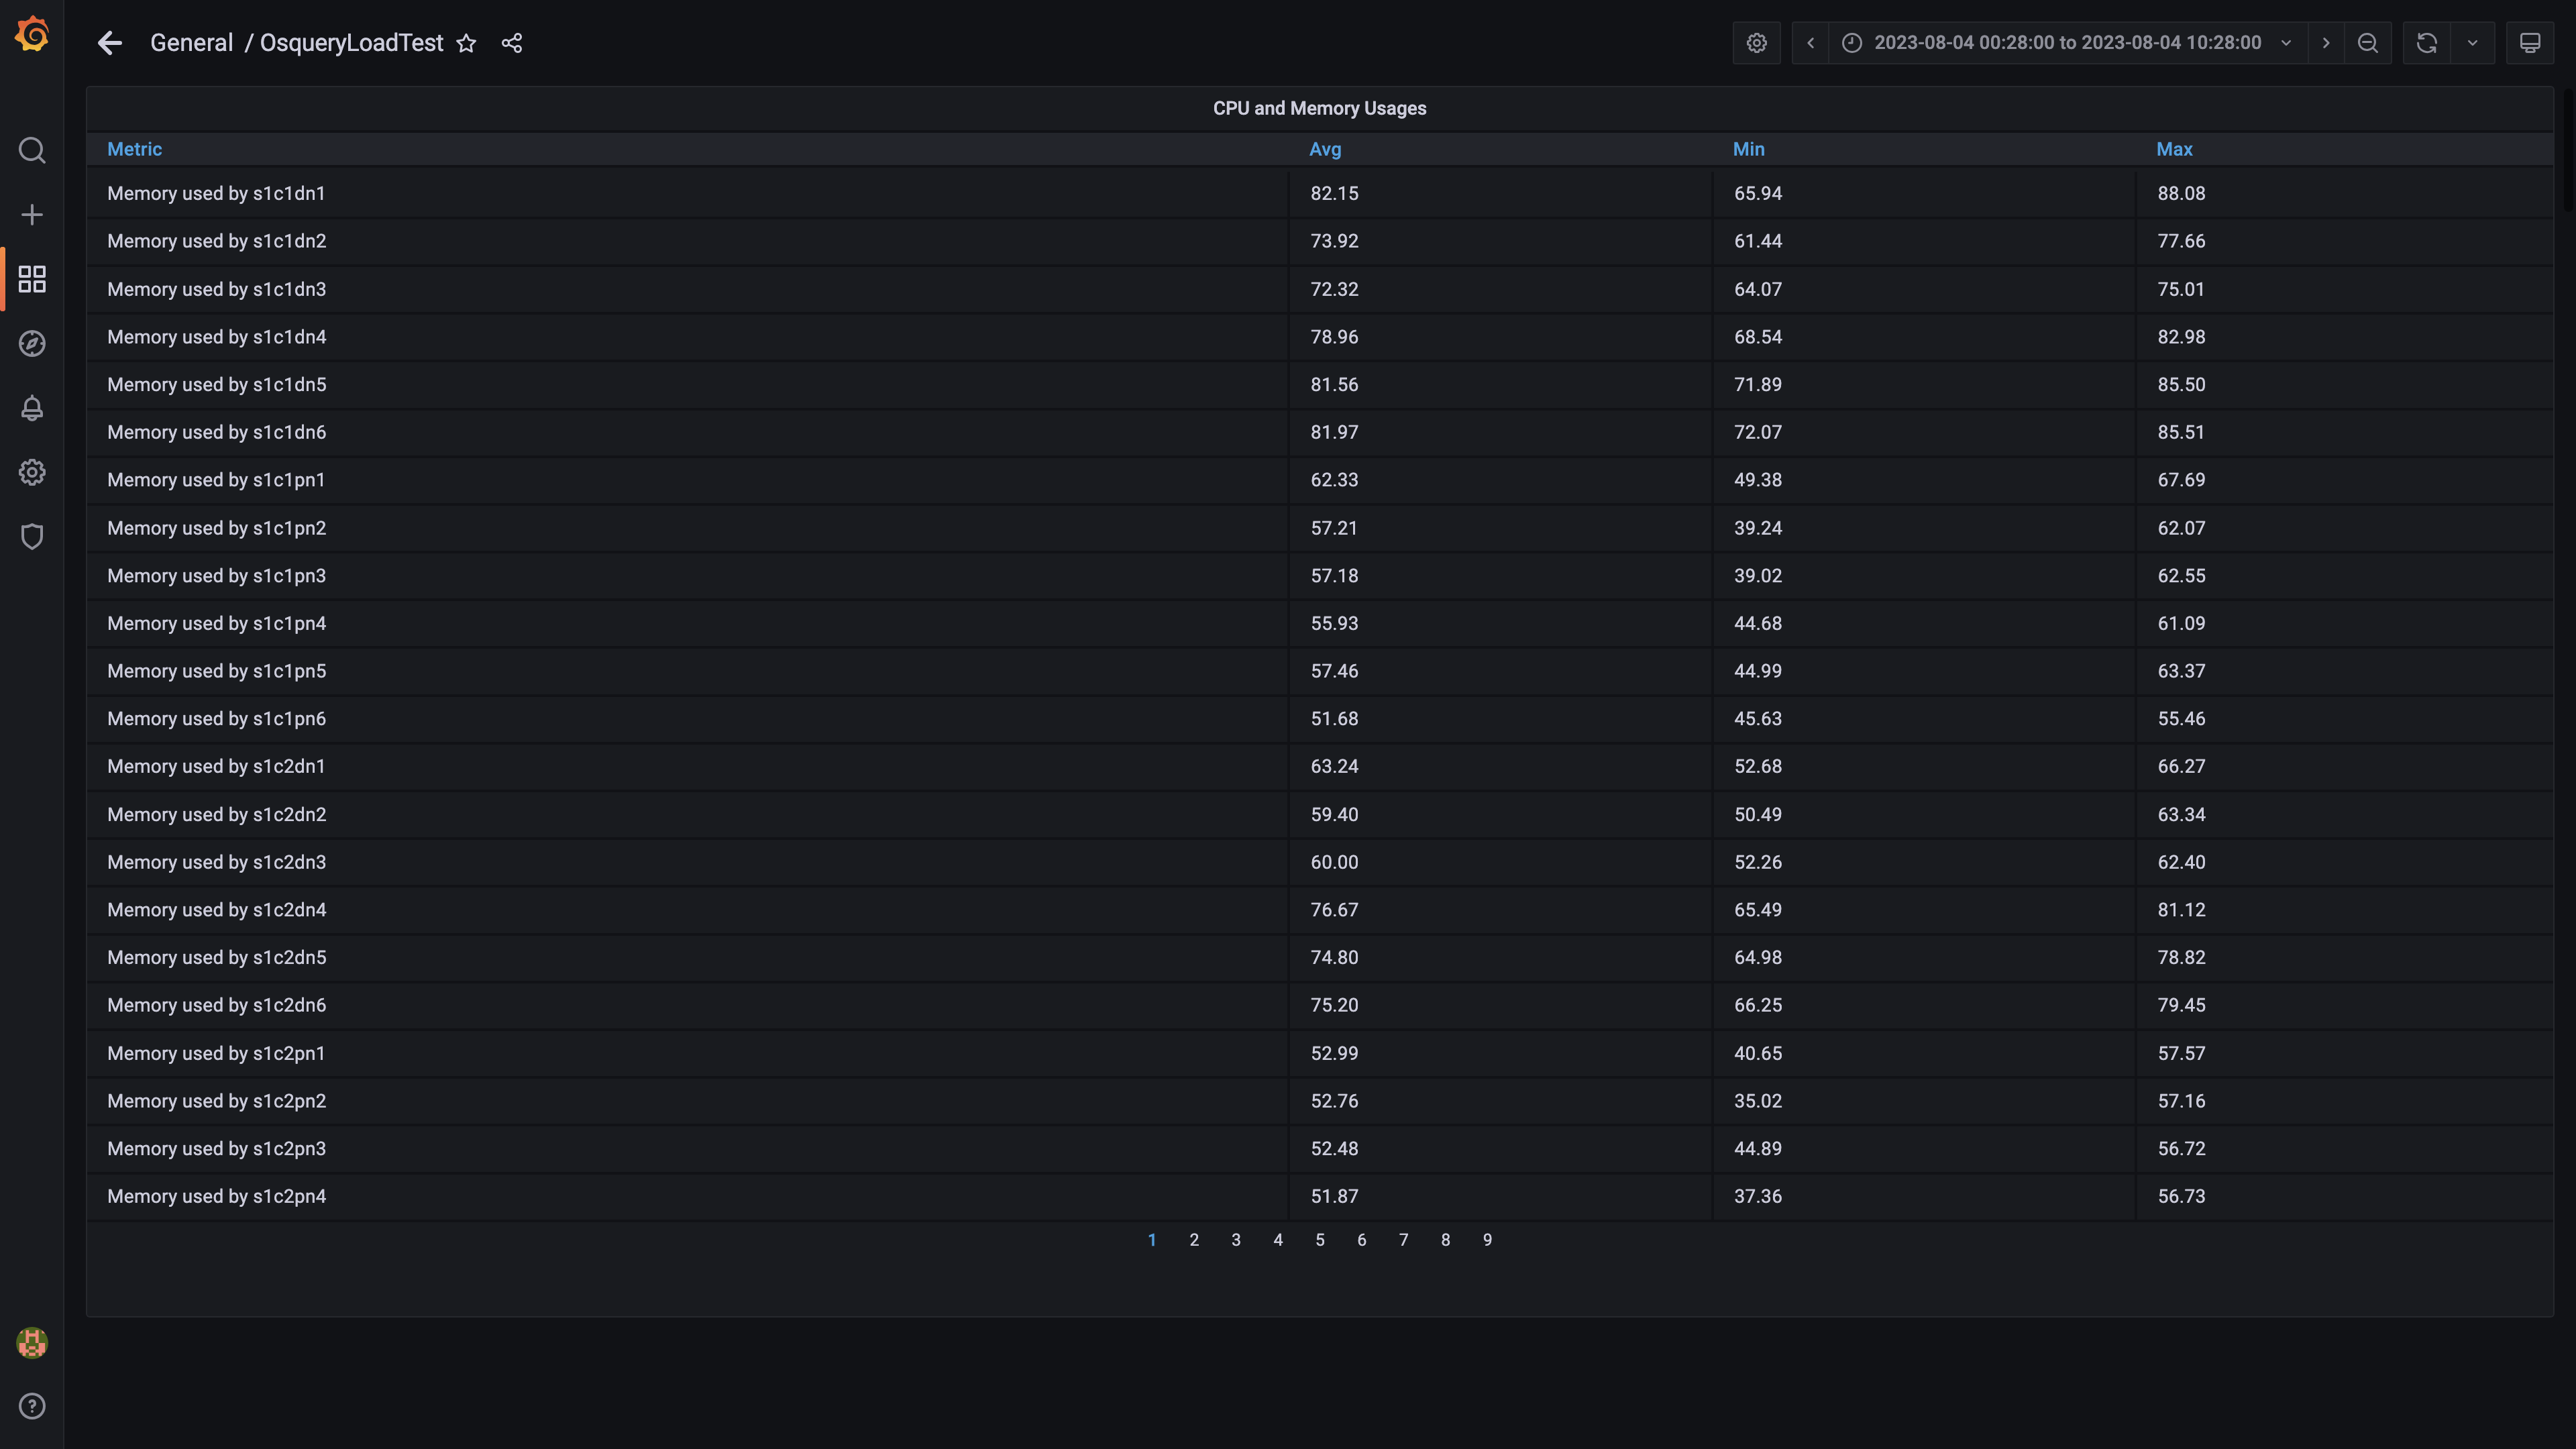 General / OsqueryLoadTest
2023-08-04 00:28:00 to 2023-08-04 10:28:00
CPU and Memory Usages
Metric Avg Min Max
Memory used by s1c1dn1 82.15 65.94 88.08
Memory used by s1c1dn2 73.92 61.44 77.66
Memory used by s1c1dn3 72.32 64.07 75.01
Memory used by s1c1dn4 78.96 68.54 82.98
Memory used by s1c1dn5 81.56 71.89 85.50
Memory used by s1c1dn6 81.97 72.07 85.51
Memory used by s1c1pn1 62.33 49.38 67.69
Memory used by s1c1pn2 57.21 39.24 62.07
Memory used by s1c1pn3 57.18 39.02 62.55
Memory used by s1c1pn4 55.93 44.68 61.09
Memory used by s1c1pn5 57.46 44.99 63.37
Memory used by s1c1pn6 51.68 45.63 55.46
Memory used by s1c2dn1 63.24 52.68 66.27
Memory used by s1c2dn2 59.40 50.49 63.34
Memory used by s1c2dn3 60.00 52.26 62.40
Memory used by s1c2dn4 76.67 65.49 81.12
Memory used by s1c2dn5 74.80 64.98 78.82
Memory used by s1c2dn6 75.20 66.25 79.45
Memory used by s1c2pn1 52.99 40.65 57.57
Memory used by s1c2pn2 52.76 35.02 57.16
Memory used by s1c2pn3 52.48 44.89 56.72
Memory used by s1c2pn4 51.87 37.36 56.73
1 2 3 4 5 6 7 8 9